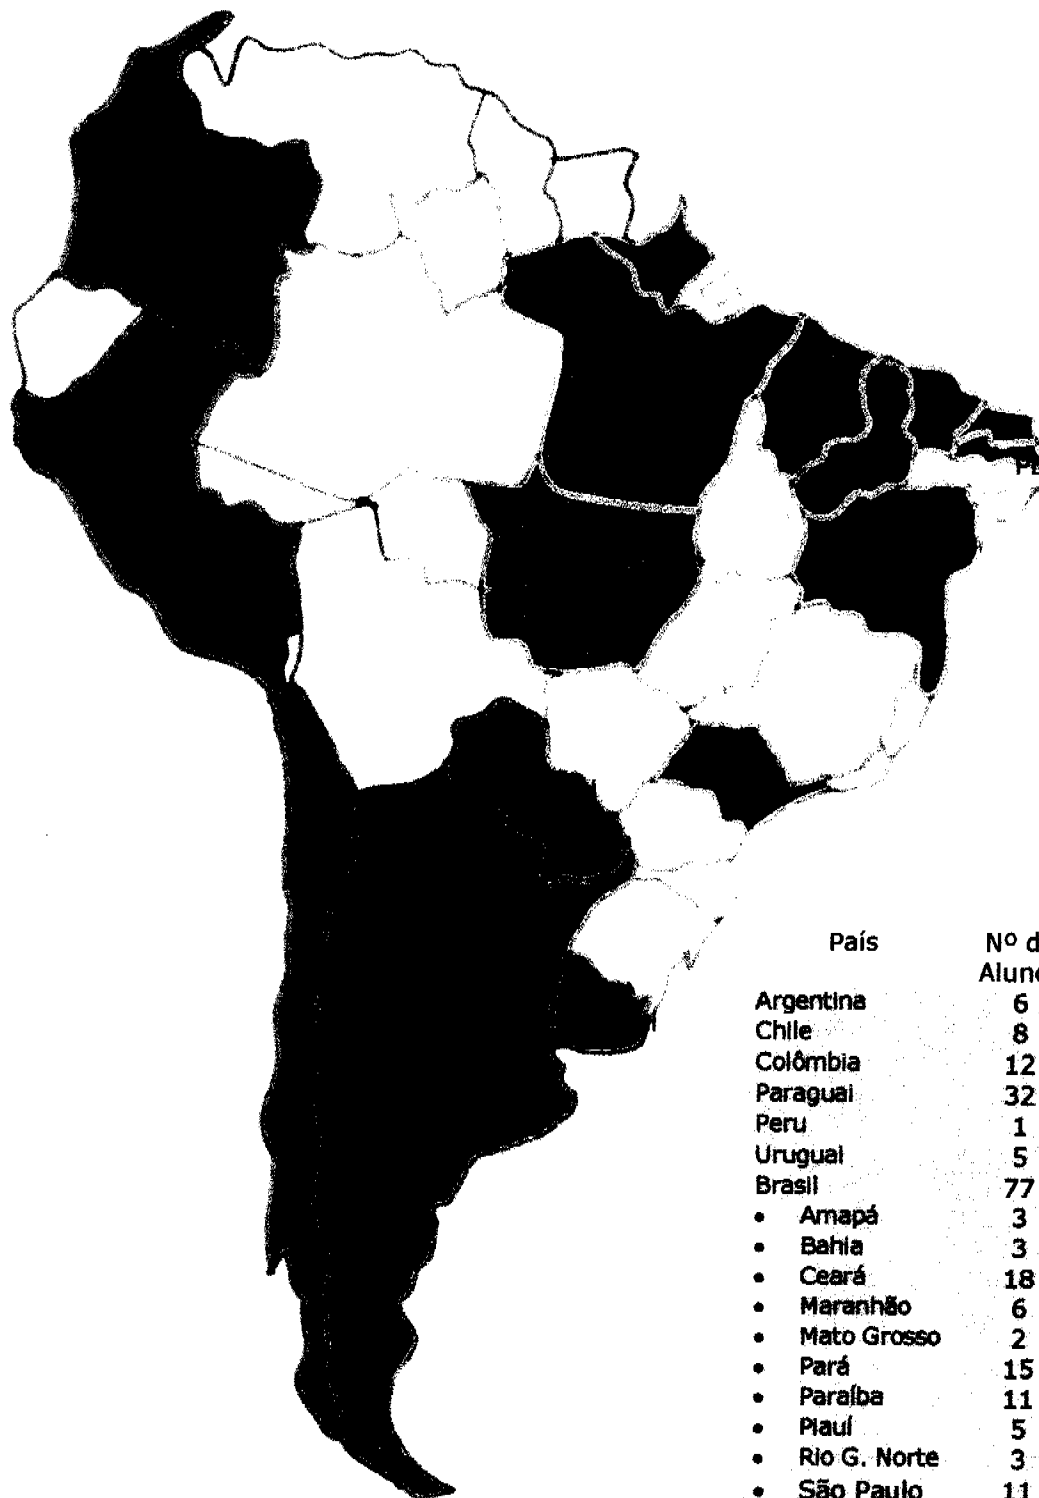 PE
País Nº d
Alun
Argentina 6
Chile 8
Colômbia 12
Paraguai 32
Peru 1
Uruguai 5
Brasil 77
• Amapá 3
• Bahia 3
• Ceará 18
• Maranhão 6
• Mato Grosso 2
• Pará 15
• Paraíba 11
• Piauí 5
• Rio G. Norte 3
• São Paulo 11